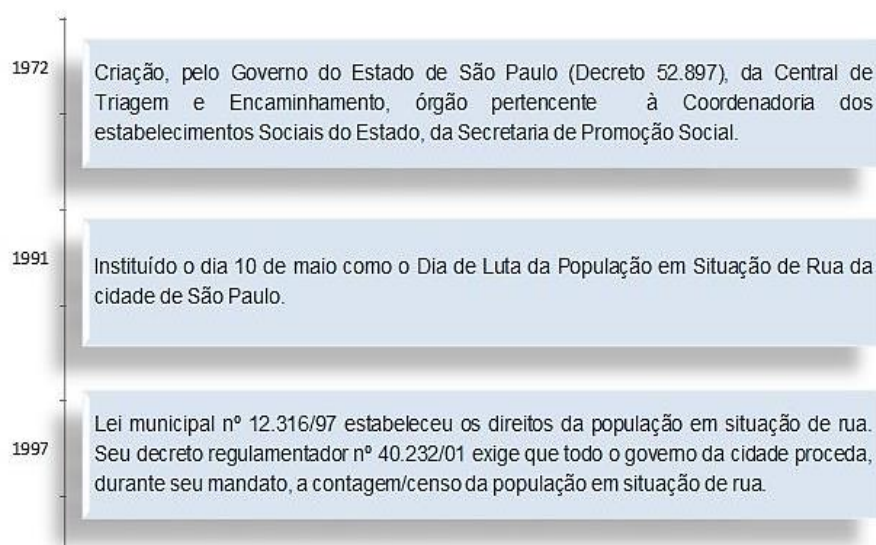 1972
Criação, pelo Governo do Estado de São Paulo (Decreto 52.897), da Central de
Triagem e Encaminhamento, órgão pertencente à Coordenadoria dos
estabelecimentos Sociais do Estado, da Secretaria de Promoção Social.
1991
Instituído o dia 10 de maio como o Dia de Luta da População em Situação de Rua da
cidade de São Paulo.
1997
Lei municipal nº 12.316/97 estabeleceu os direitos da população em situação de rua.
Seu decreto regulamentador nº 40.232/01 exige que todo o governo da cidade proceda,
durante seu mandato, a contagem/censo da população em situação de rua.